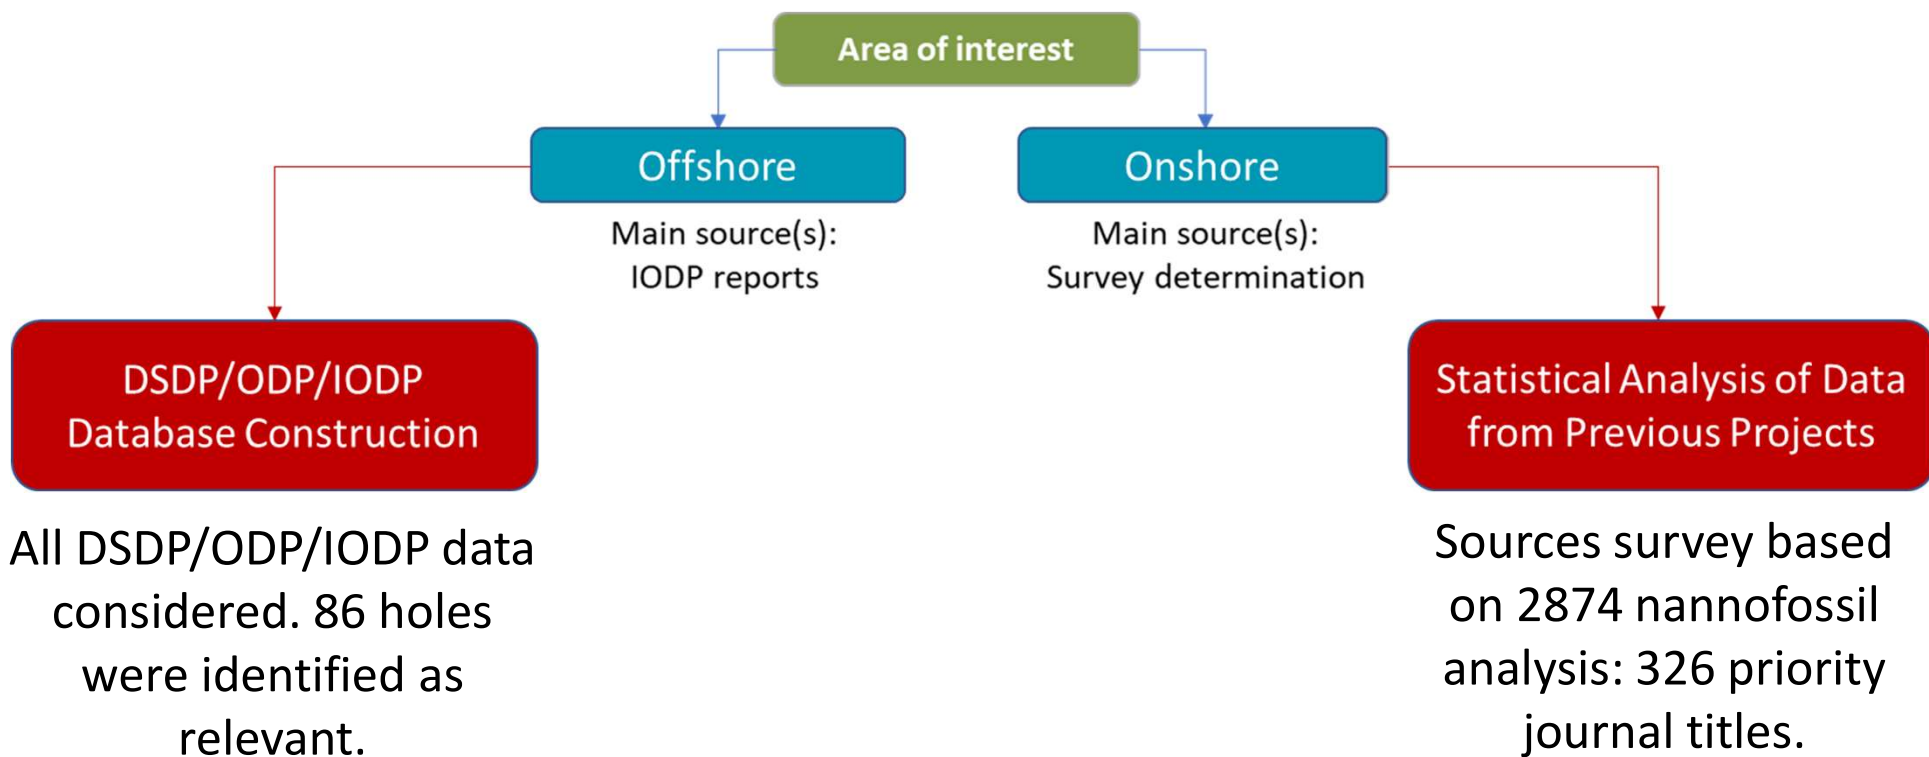 Area of interest
Offshore
Onshore
Main source(s):
IODP reports
Main source(s):
Survey determination
DSDP/ODP/IODP
Database Construction
Statistical Analysis of Data
from Previous Projects
All DSDP/ODP/IODP data
considered. 86 holes
were identified as
relevant.
Sources survey based
on 2874 nannofossil
analysis: 326 priority
journal titles.